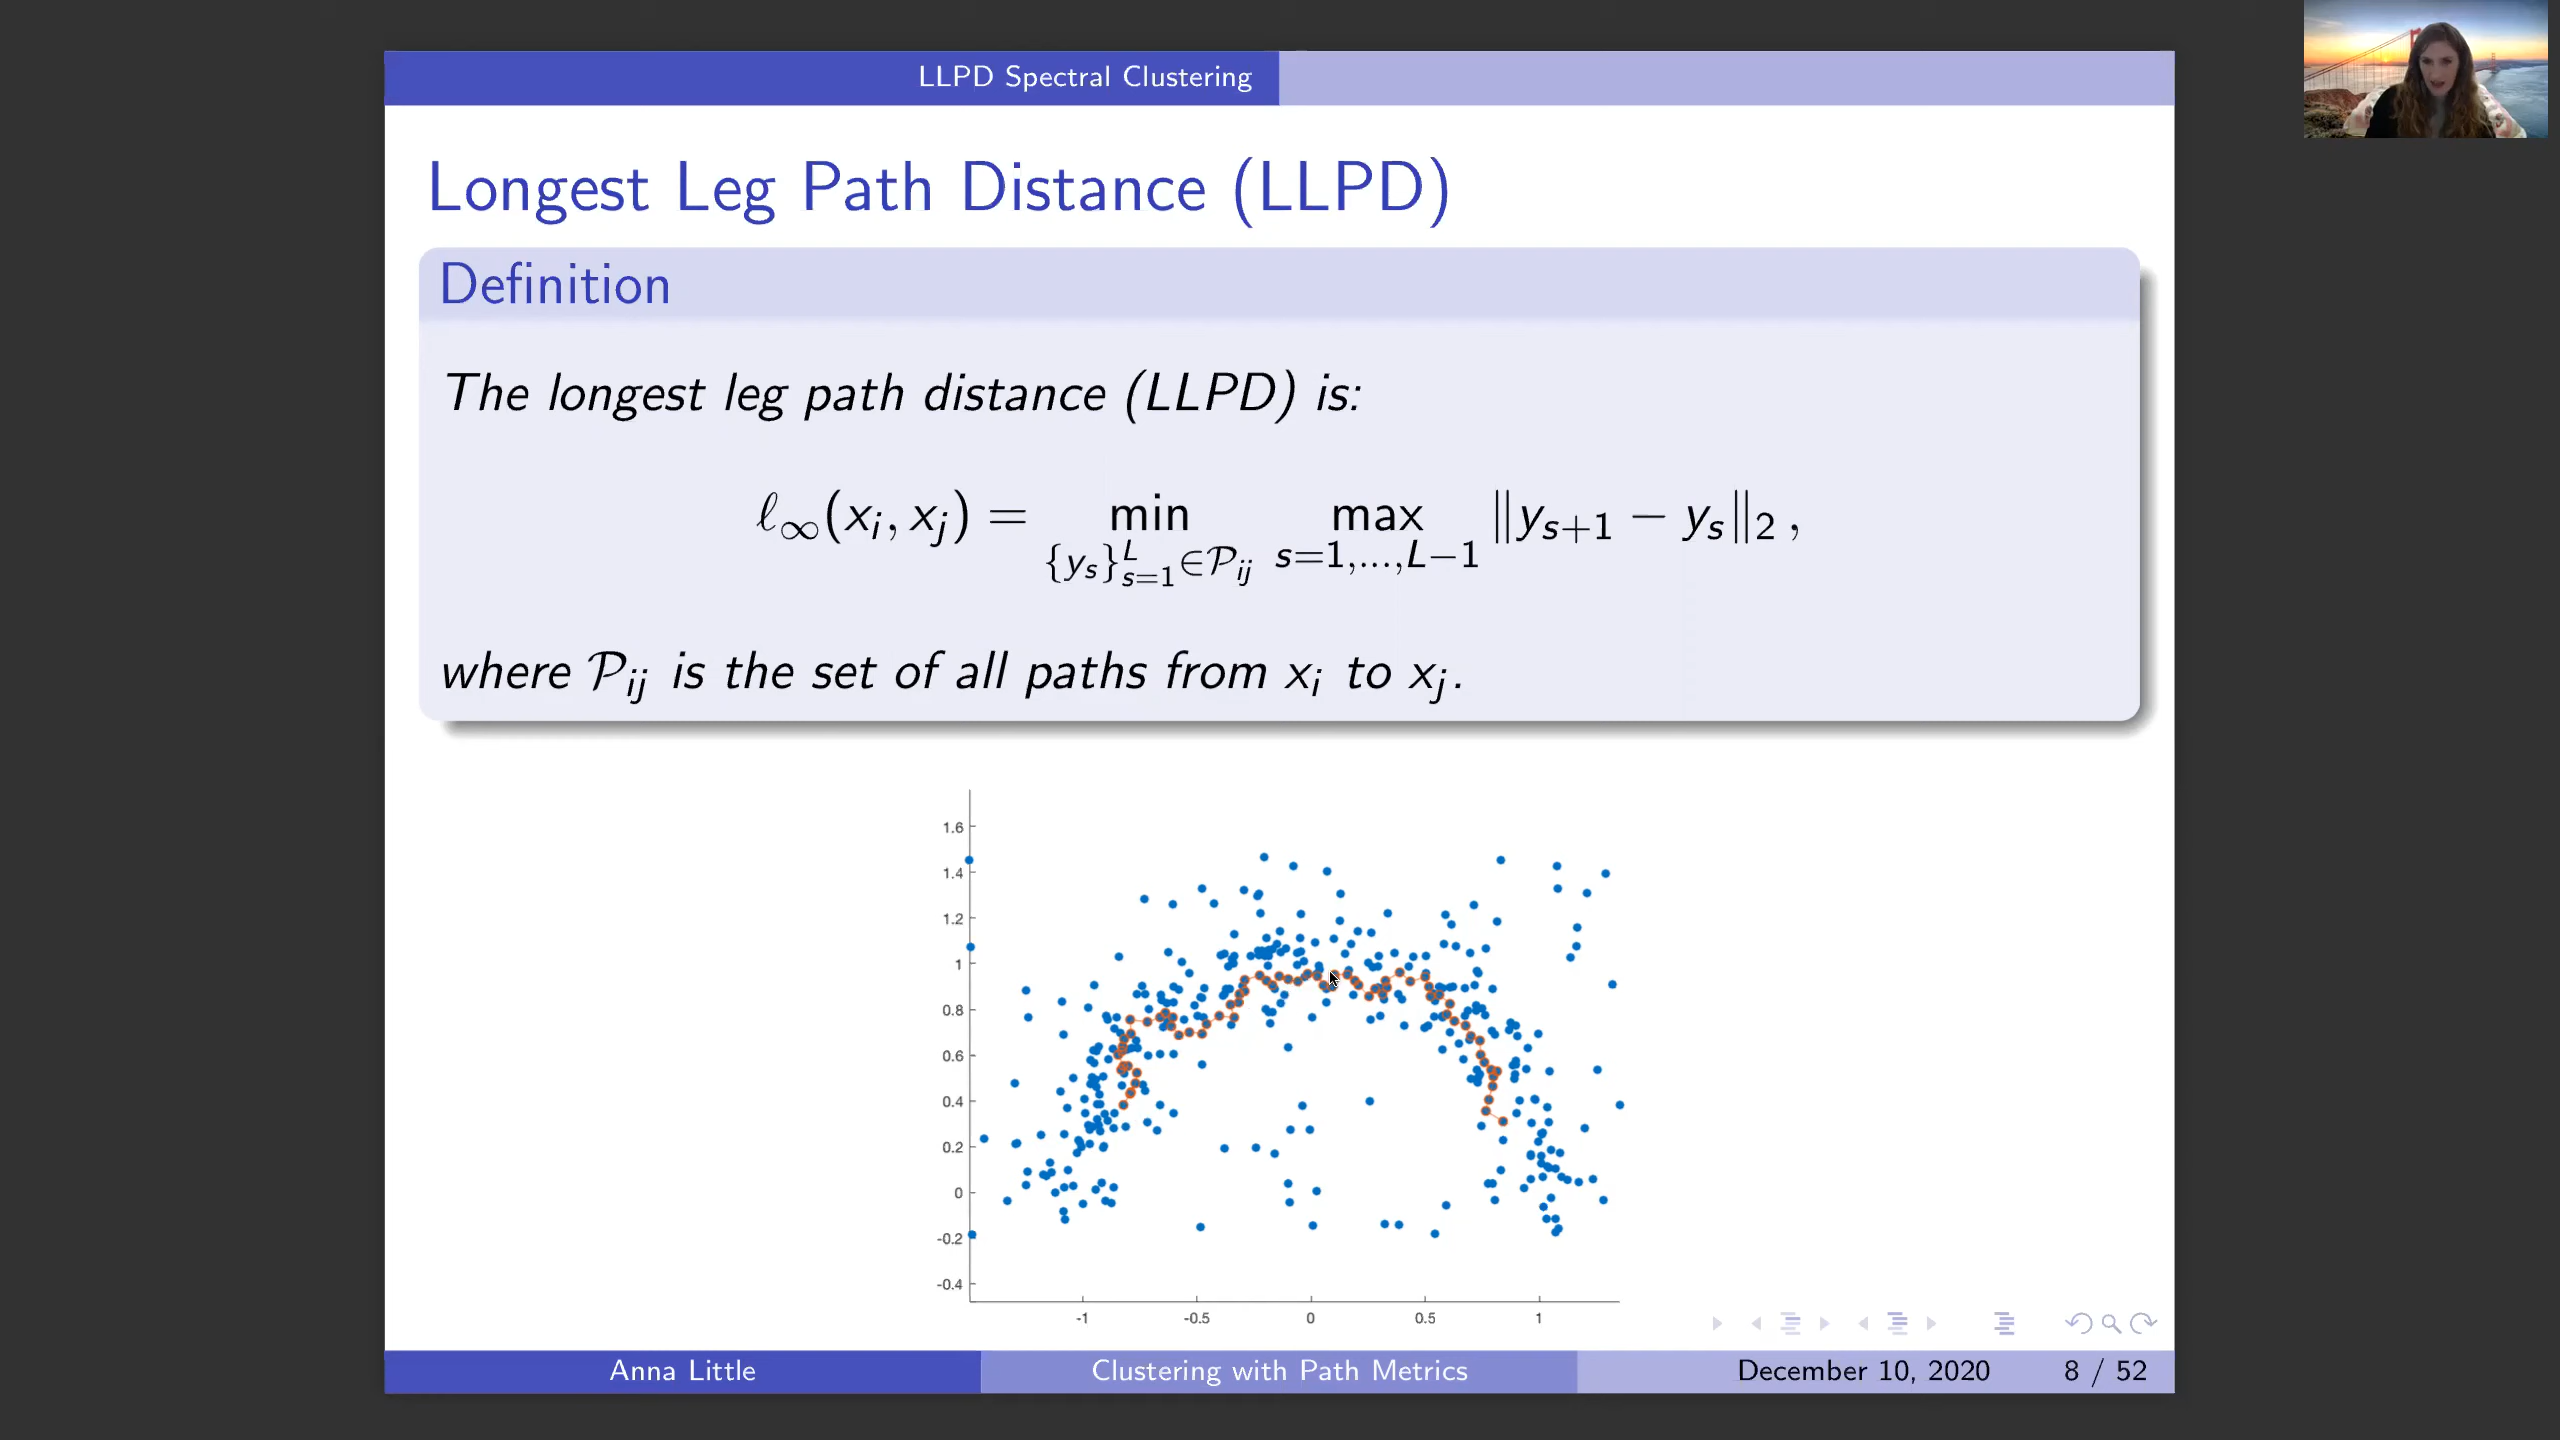 LLPD Spectral Clustering
Longest Leg Path Distance (LLPD)
Definition
The longest leg path distance (LLPD) is:
ℓ∞(xᵢ, xⱼ) = min_{{yₛ}ᴸₛ₌₁∈𝒫ᵢⱼ} max_{s=1,...,L−1} ‖yₛ₊₁ − yₛ‖₂ ,
where 𝒫ᵢⱼ is the set of all paths from xᵢ to xⱼ.
1.6
1.4
1.2
1
0.8
0.6
0.4
0.2
0
-0.2
-0.4
-1 -0.5 0 0.5 1
Anna Little Clustering with Path Metrics December 10, 2020 8 / 52